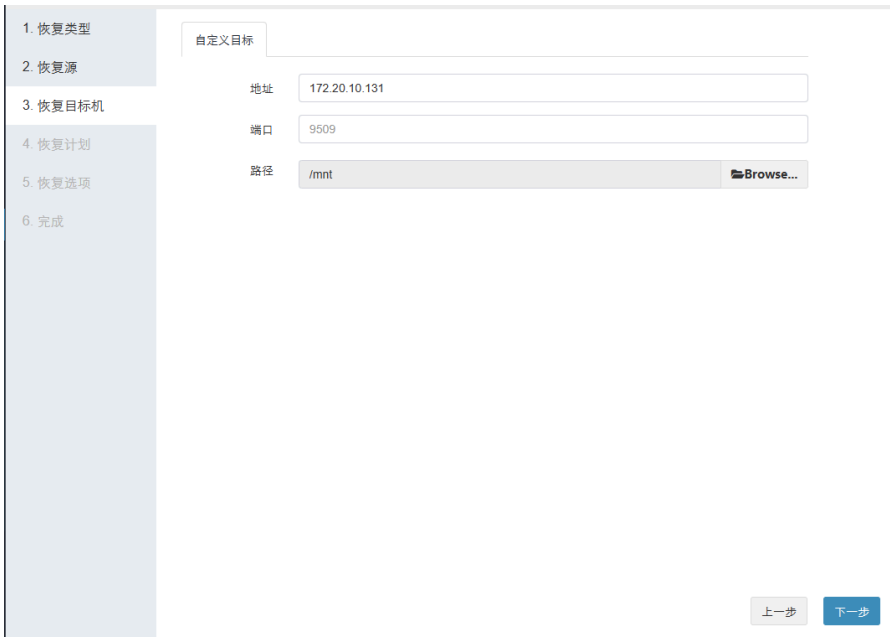 1. 恢复类型
2. 恢复源
3. 恢复目标机
4. 恢复计划
5. 恢复选项
6. 完成
自定义目标
地址 172.20.10.131
端口 9509
路径 /mnt Browse...
上一步 下一步